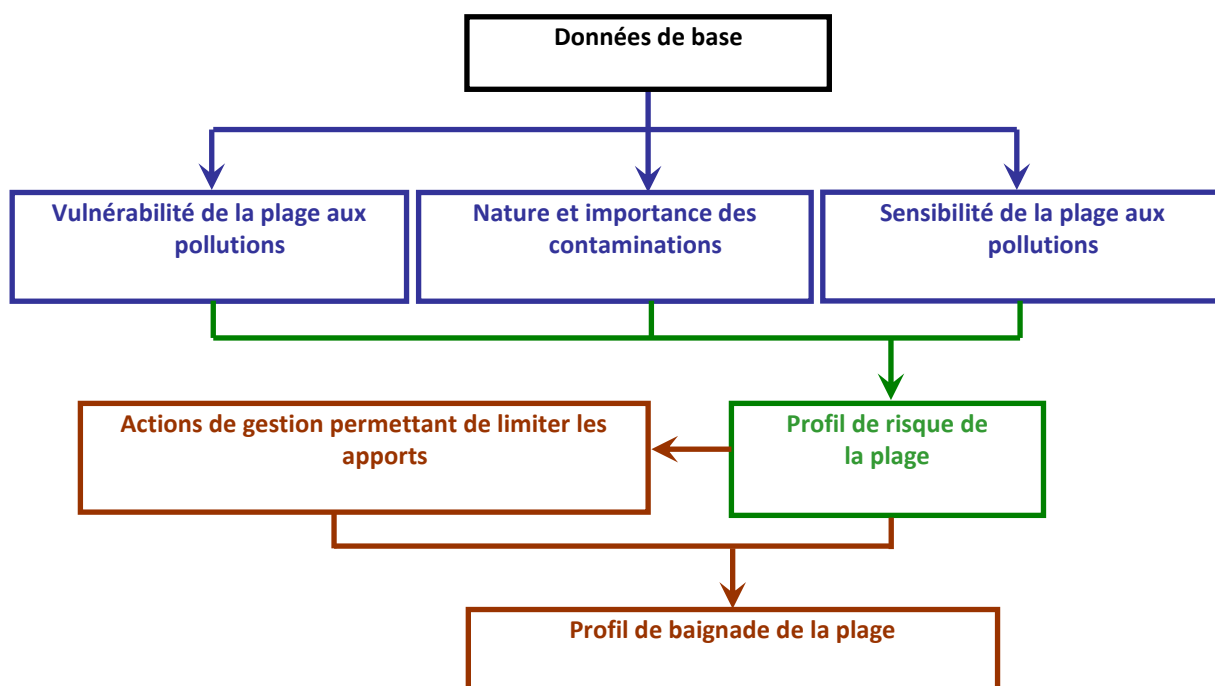 Données de base
Vulnérabilité de la plage aux
pollutions
Nature et importance des
contaminations
Sensibilité de la plage aux
pollutions
Actions de gestion permettant de limiter les
apports
Profil de risque de
la plage
Profil de baignade de la plage